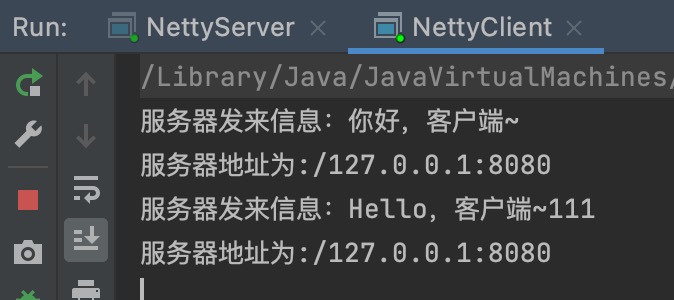 Run: NettyServer NettyClient
/Library/Java/JavaVirtualMachines/
服务器发来信息：你好，客户端~
服务器地址为:/127.0.0.1:8080
服务器发来信息：Hello，客户端~111
服务器地址为:/127.0.0.1:8080